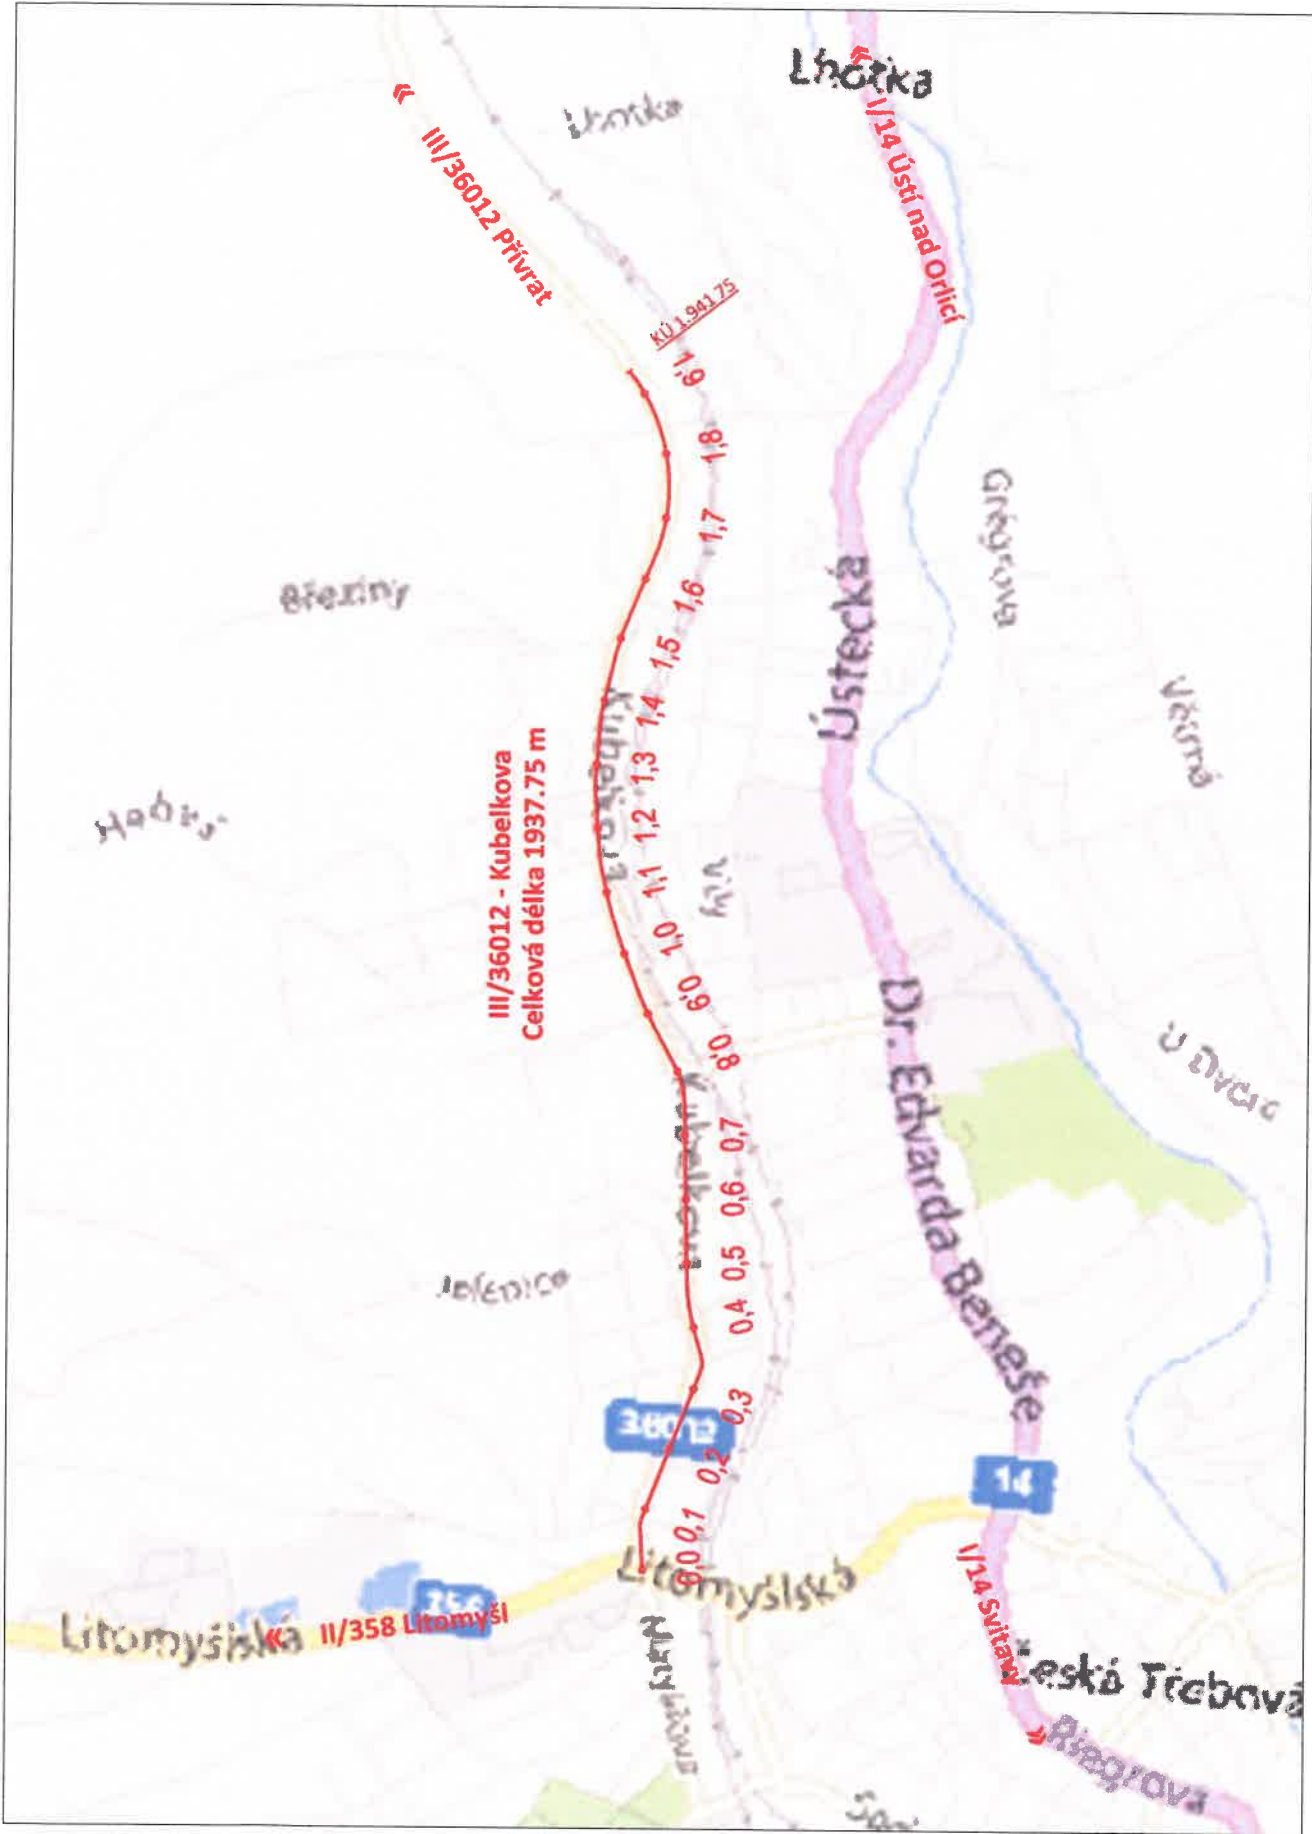 Lhotka
I/14 Ústí nad Orlicí
III/36012 Přívrat
KÚ 1.941 75
1,9
1,8
1,7
1,6
1,5
1,4
1,3
1,2
1,1
1,0
0,9
0,8
0,7
0,6
0,5
0,4
0,3
0,2
0,1
0,0
III/36012 - Kubelkova
Celková délka 1937.75 m
Březiny
Kubelkova
Kubelkova
Ústecká
Dr. Edvarda Beneše
14
I/14 Svitavy
Česká Třebová
Riegrova
Litomyšlská
Litomyšlská
II/358 Litomyšl
Vily
U Dvora